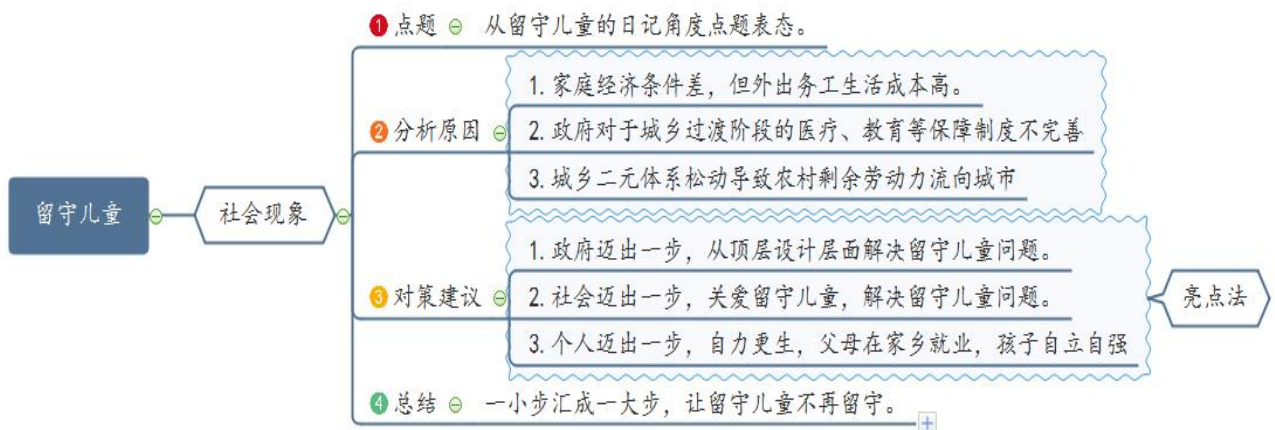 留守儿童
社会现象
1 点题 从留守儿童的日记角度点题表态。
2 分析原因
1. 家庭经济条件差，但外出务工生活成本高。
2. 政府对于城乡过渡阶段的医疗、教育等保障制度不完善
3. 城乡二元体系松动导致农村剩余劳动力流向城市
3 对策建议
1. 政府迈出一步，从顶层设计层面解决留守儿童问题。
2. 社会迈出一步，关爱留守儿童，解决留守儿童问题。
3. 个人迈出一步，自力更生，父母在家乡就业，孩子自立自强
亮点法
4 总结 一小步汇成一大步，让留守儿童不再留守。